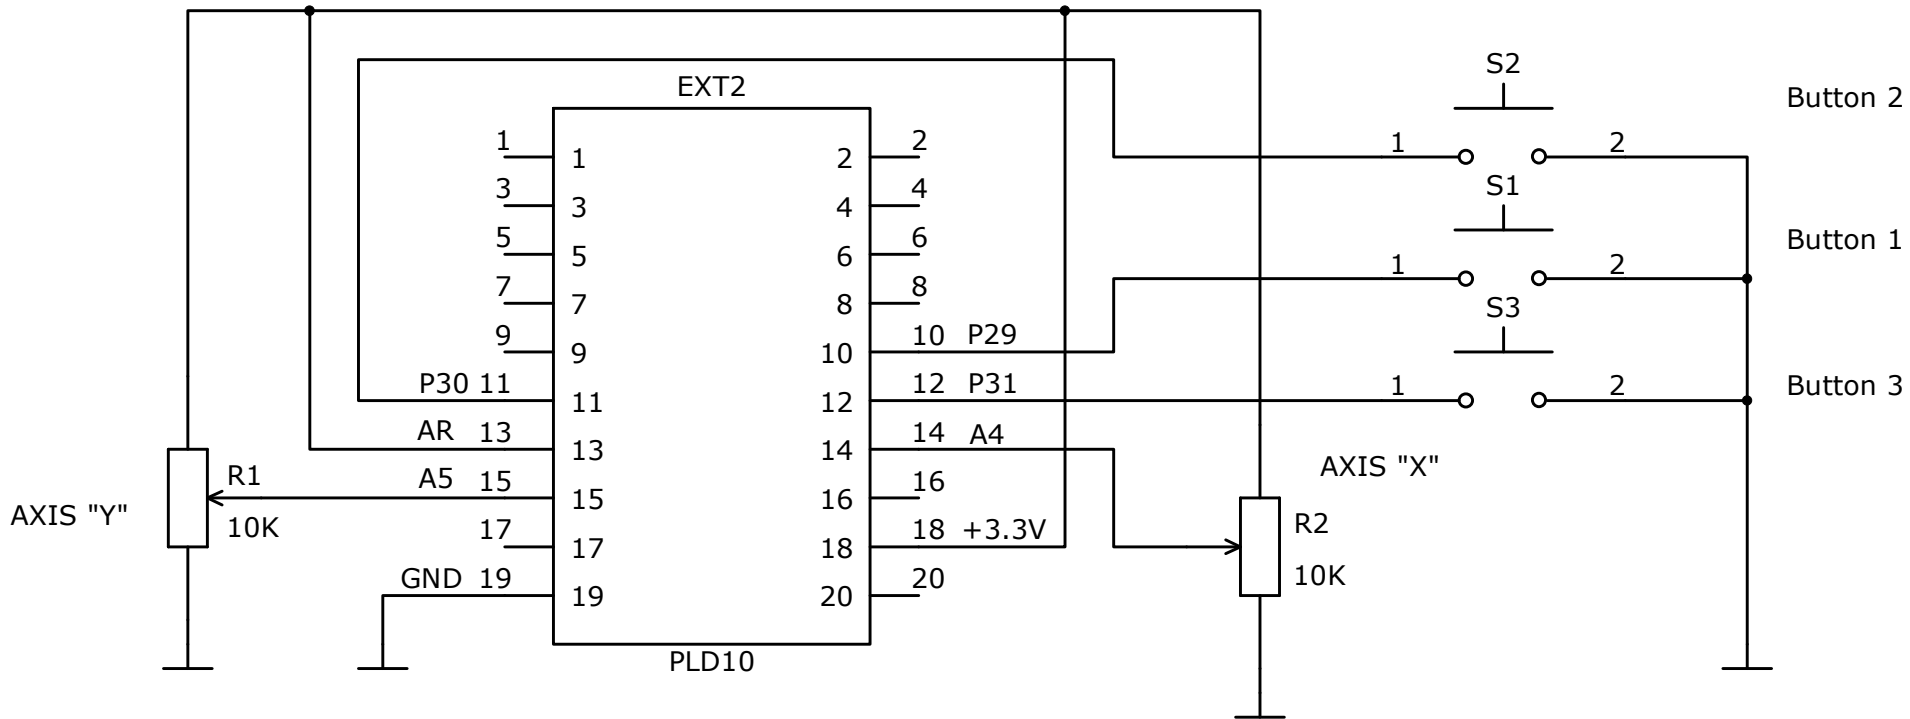 S2
Button 2
EXT2
1 1 2 2 1 2
3 3 4 4 S1
5 5 6 6 Button 1
7 7 8 8 1 2
9 9 10 10 P29 S3
P30 11 11 12 12 P31 1 2 Button 3
AR 13 13 14 14 A4
AXIS "X"
R1 A5 15 15 16 16
AXIS "Y" 10K 17 17 18 18 +3.3V R2
GND 19 19 20 20 10K
PLD10